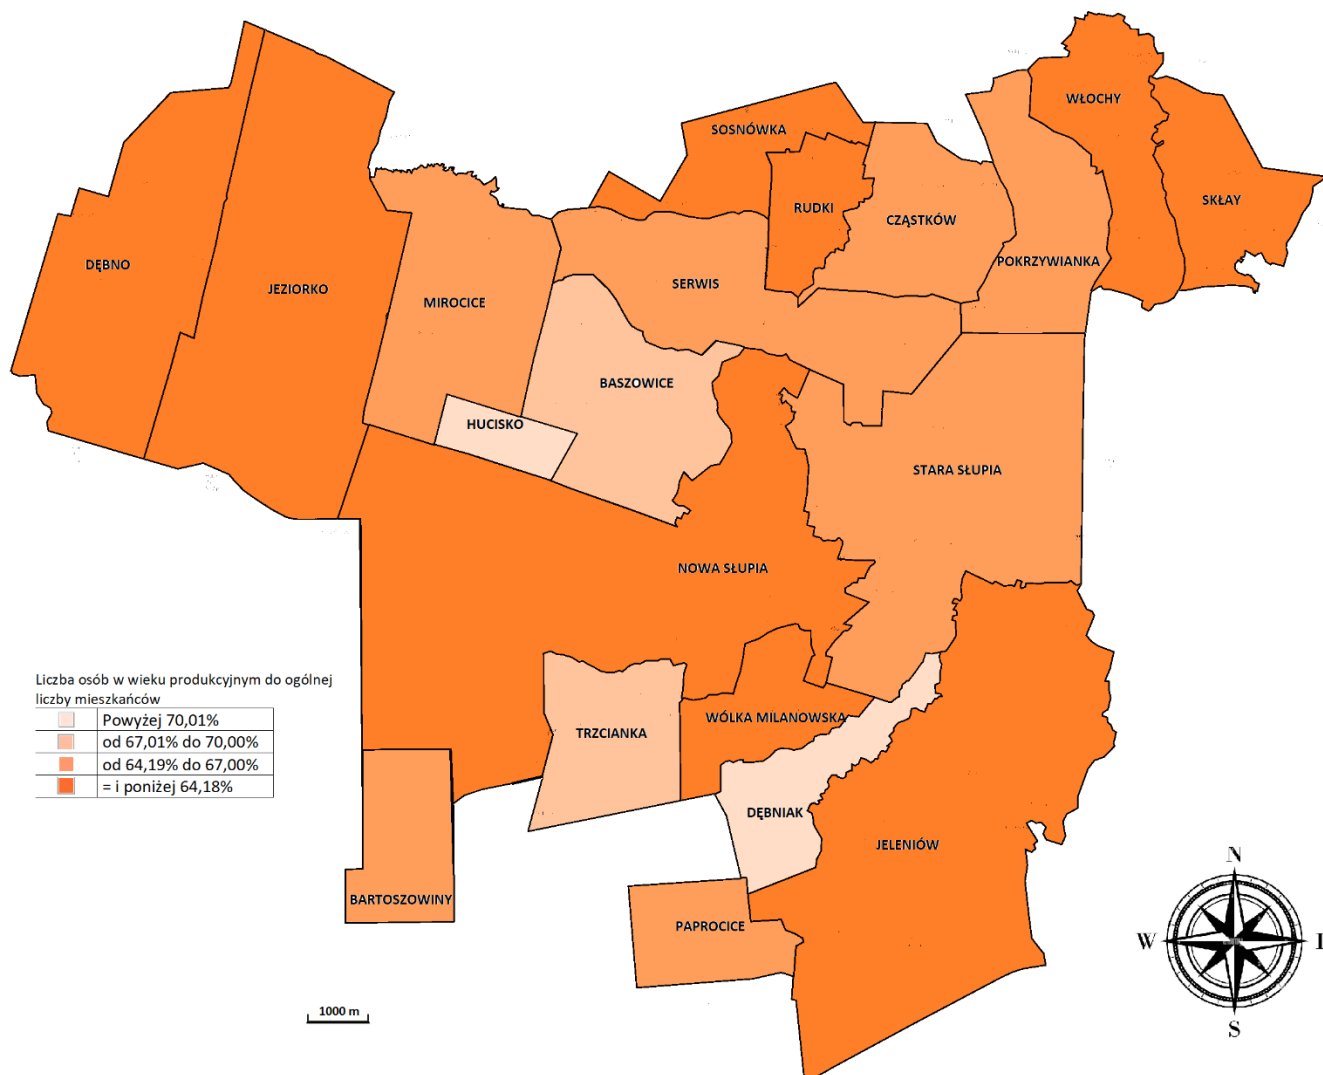 WŁOCHY
SOSNÓWKA
SKŁAY
RUDKI
CZĄSTKÓW
DĘBNO
POKRZYWIANKA
JEZIORKO
SERWIS
MIROCICE
BASZOWICE
HUCISKO
STARA SŁUPIA
NOWA SŁUPIA
Liczba osób w wieku produkcyjnym do ogólnej
liczby mieszkańców
Powyżej 70,01%
od 67,01% do 70,00%
od 64,19% do 67,00%
= i poniżej 64,18%
WÓLKA MILANOWSKA
TRZCIANKA
DĘBNIAK
JELENIÓW
BARTOSZOWINY
PAPROCICE
N
W
S
1000 m